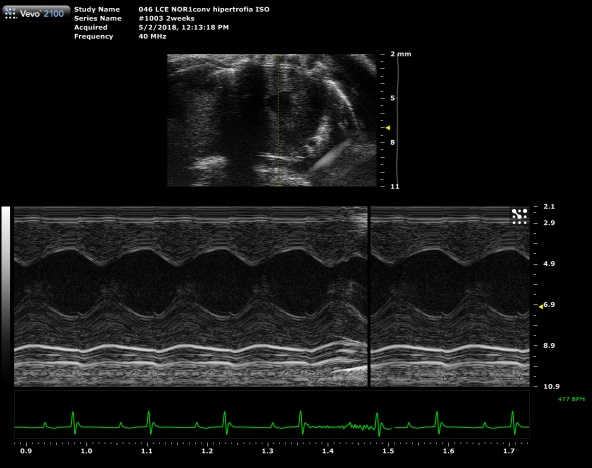 Vevo 2100
Study Name 046 LCE NOR1conv hipertrofia ISO
Series Name #1003 2weeks
Acquired 5/2/2018, 12:13:18 PM
Frequency 40 MHz
2 mm
5
8
11
2.1
2.9
4.9
6.9
8.9
10.9
477 BPM
0.9 1.0 1.1 1.2 1.3 1.4 1.5 1.6 1.7